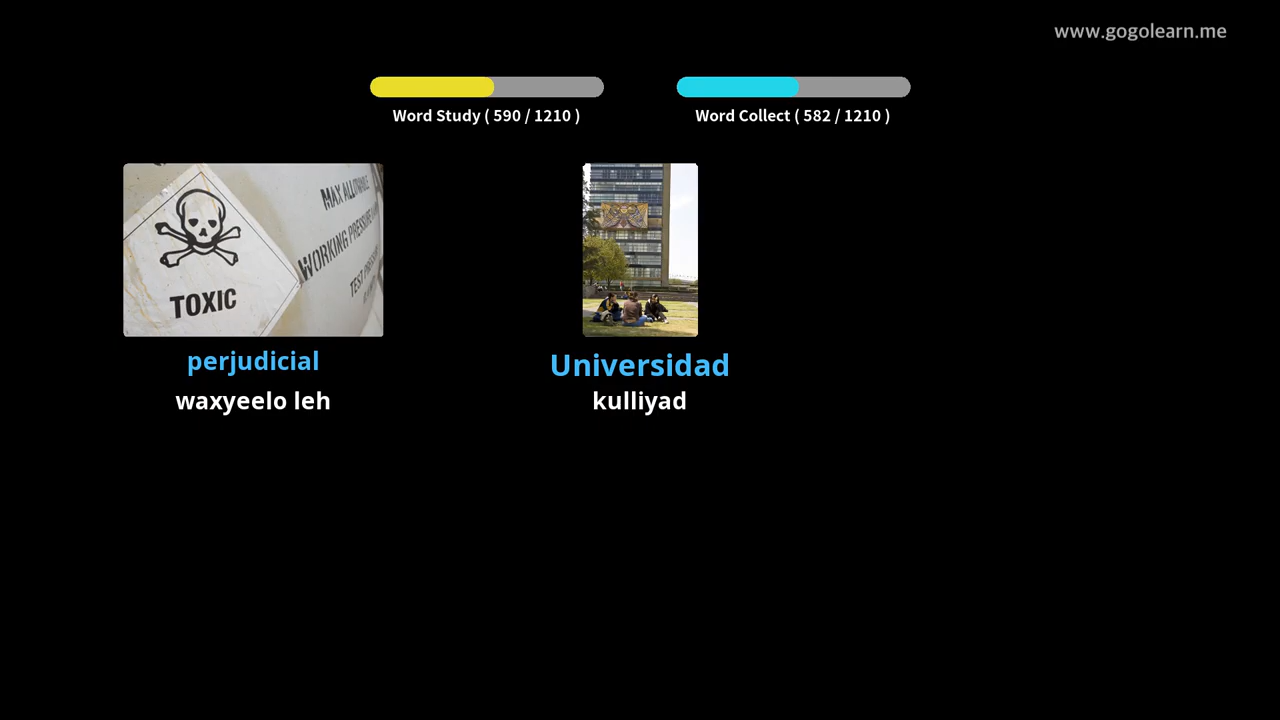 www.gogolearn.me
Word Study ( 590 / 1210 )
Word Collect ( 582 / 1210 )
MAX ALLOWABLE
WORKING PRESSURE
TOXIC
perjudicial
waxyeelo leh
Universidad
kulliyad